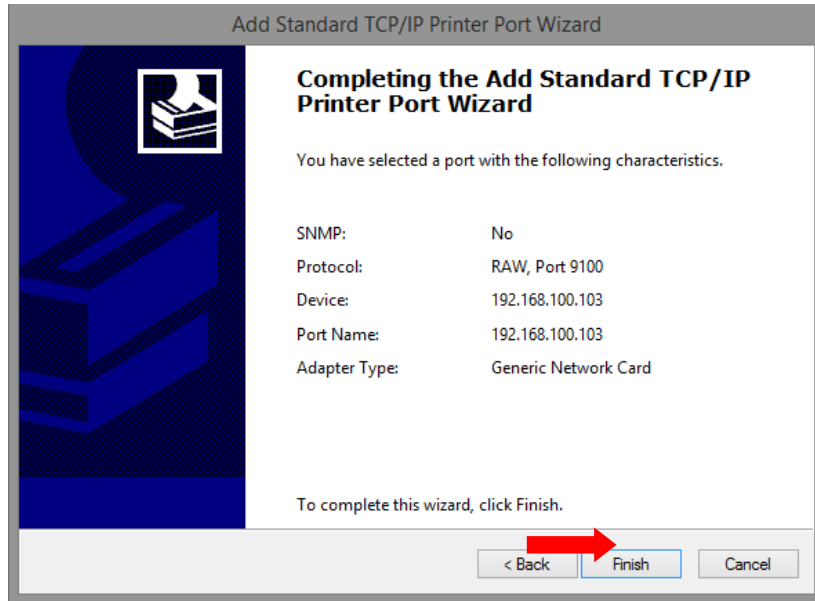 Add Standard TCP/IP Printer Port Wizard
Completing the Add Standard TCP/IP
Printer Port Wizard
You have selected a port with the following characteristics.
SNMP: No
Protocol: RAW, Port 9100
Device: 192.168.100.103
Port Name: 192.168.100.103
Adapter Type: Generic Network Card
To complete this wizard, click Finish.
< Back Finish Cancel